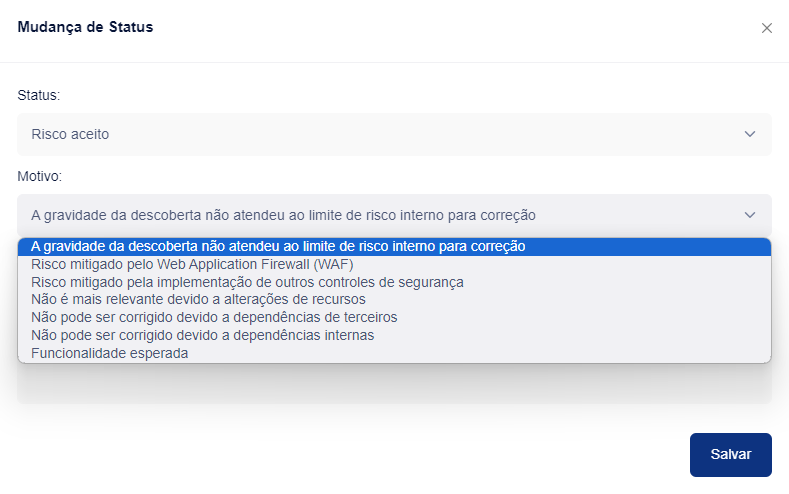 Mudança de Status
Status:
Risco aceito
Motivo:
A gravidade da descoberta não atendeu ao limite de risco interno para correção
A gravidade da descoberta não atendeu ao limite de risco interno para correção
Risco mitigado pelo Web Application Firewall (WAF)
Risco mitigado pela implementação de outros controles de segurança
Não é mais relevante devido a alterações de recursos
Não pode ser corrigido devido a dependências de terceiros
Não pode ser corrigido devido a dependências internas
Funcionalidade esperada
Salvar